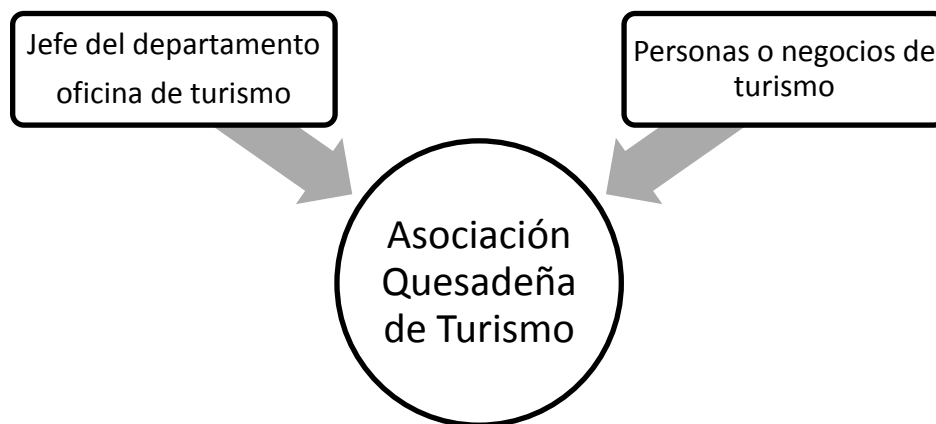 Jefe del departamento
oficina de turismo
Personas o negocios de
turismo
Asociación
Quesadeña
de Turismo